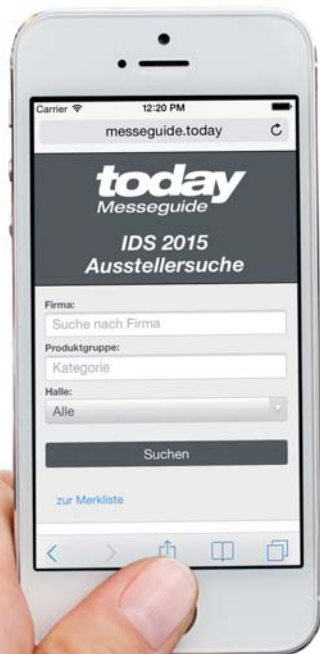 Carrier 12:20 PM
messeguide.today
today
Messeguide
IDS 2015
Ausstellersuche
Firma:
Suche nach Firma
Produktgruppe:
Kategorie
Halle:
Alle
Suchen
zur Merkliste